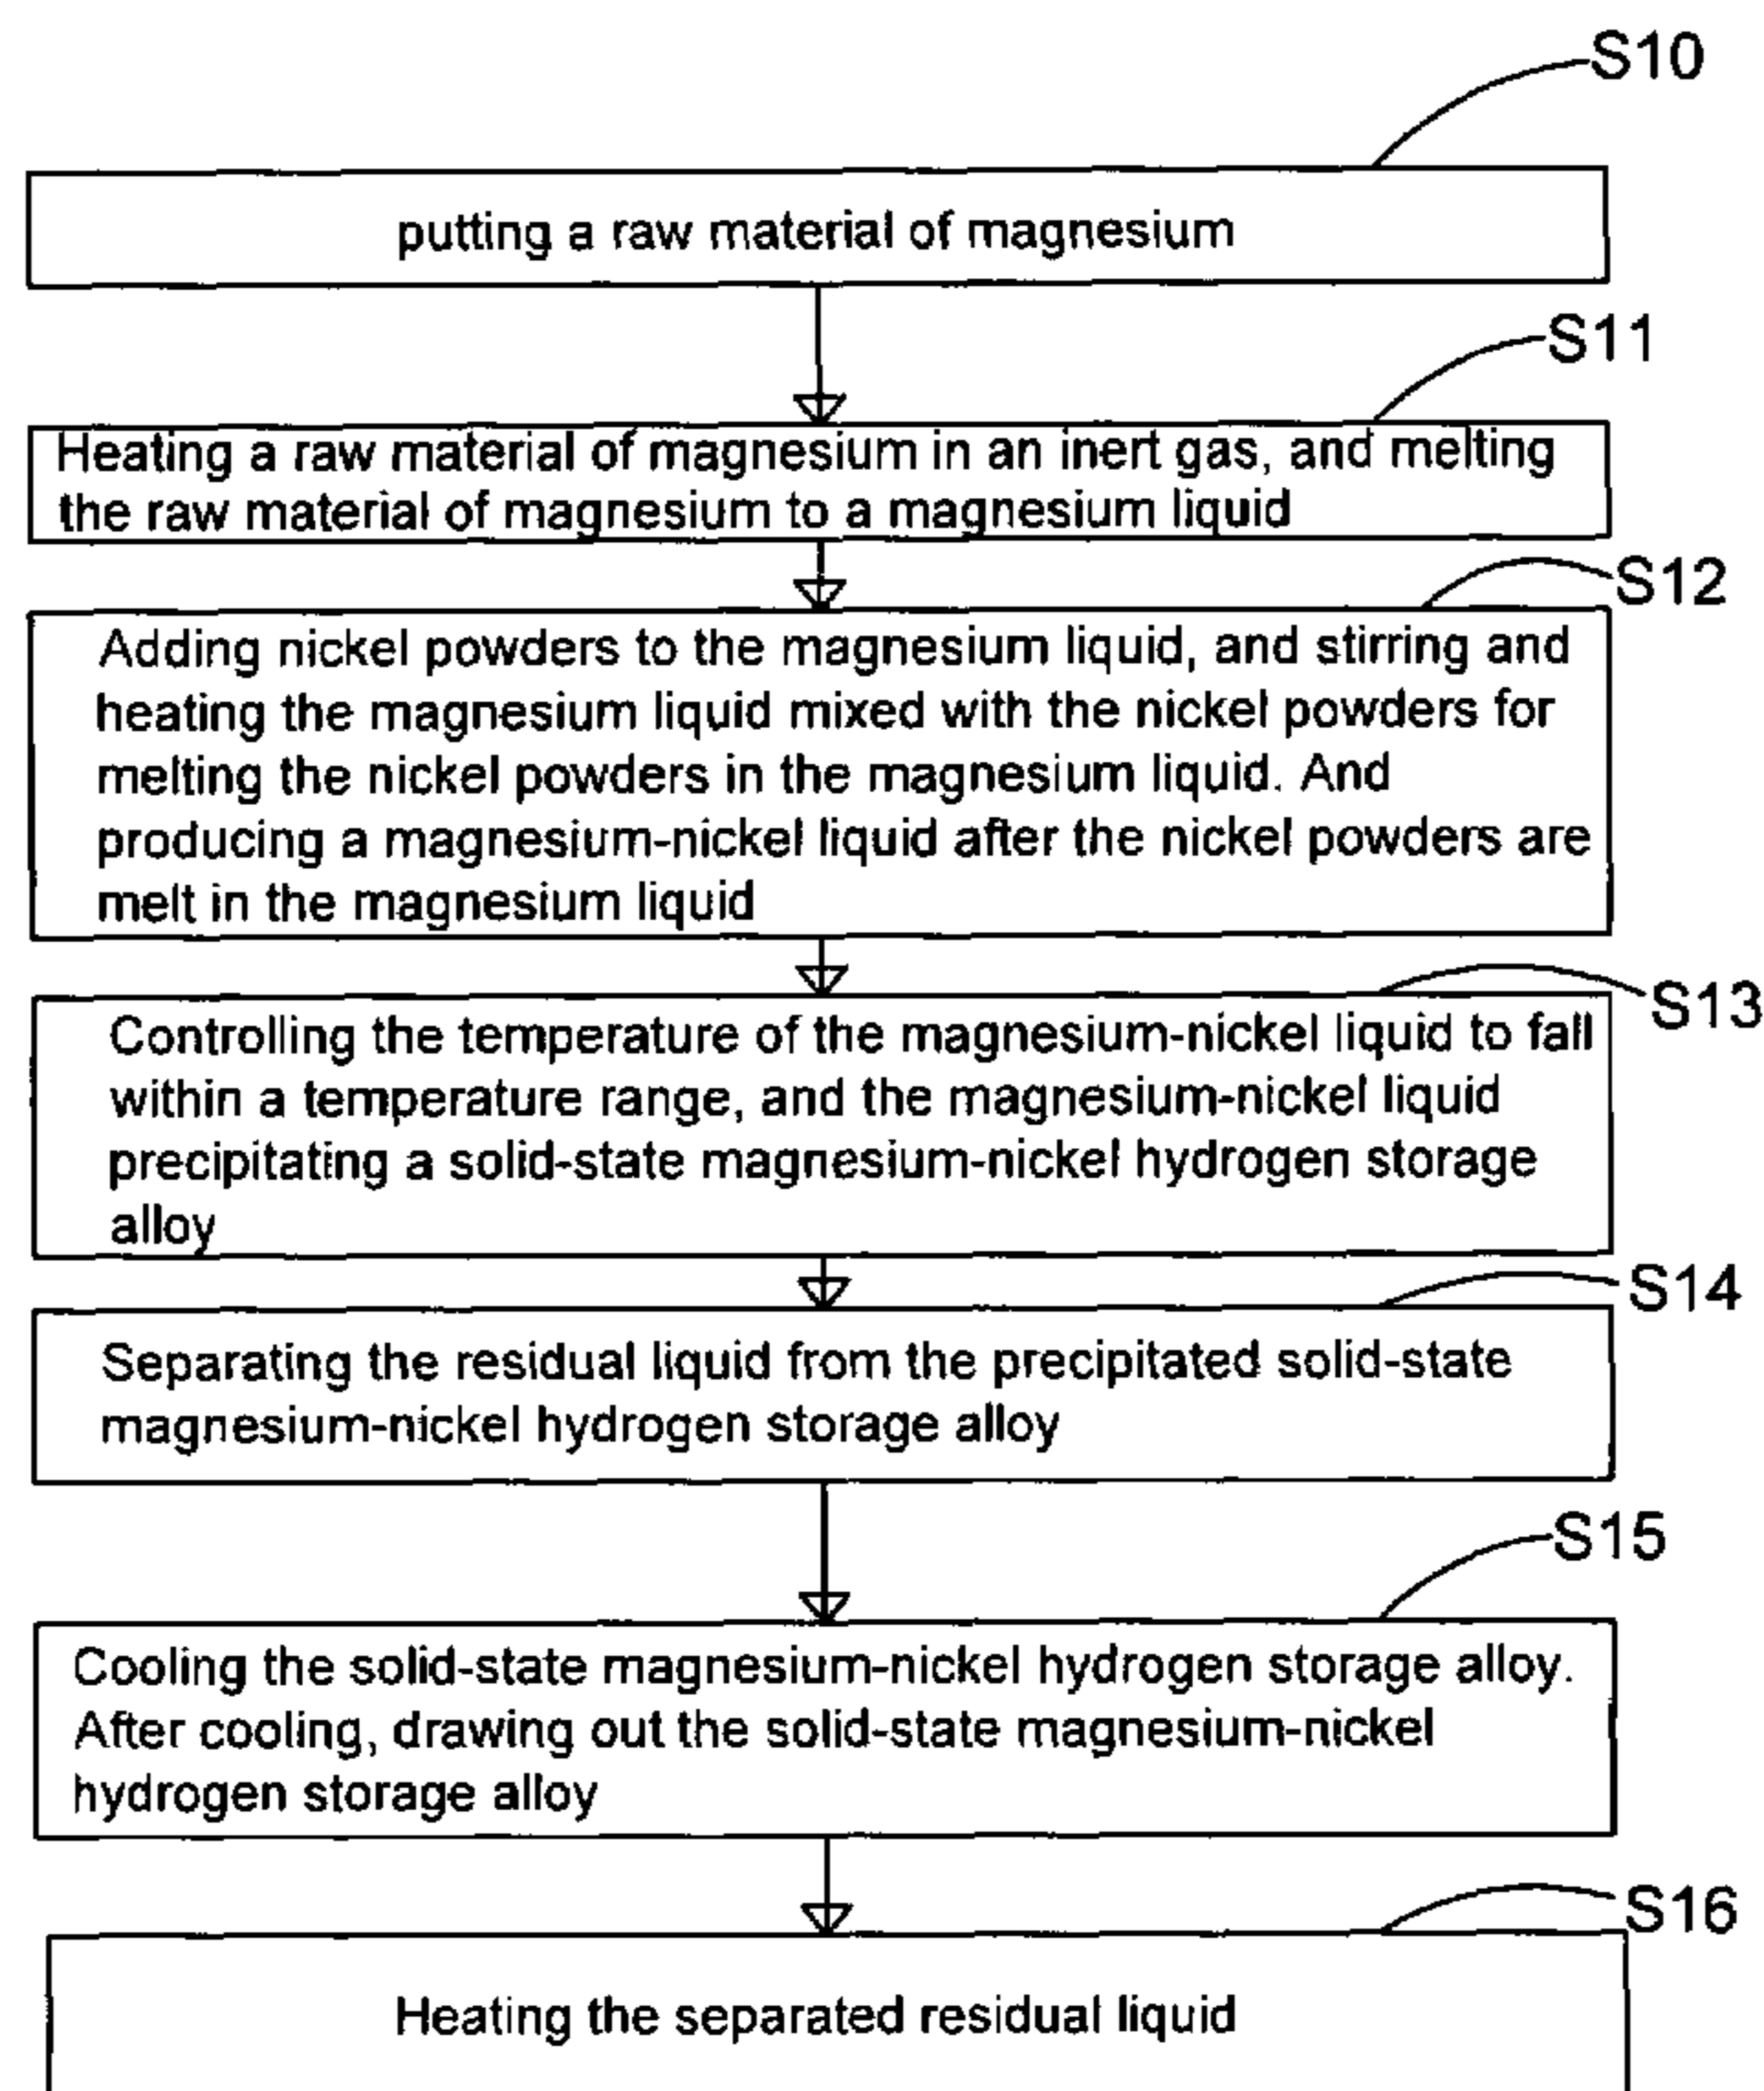 S10
putting a raw material of magnesium
S11
Heating a raw material of magnesium in an inert gas, and melting
the raw material of magnesium to a magnesium liquid
S12
Adding nickel powders to the magnesium liquid, and stirring and
heating the magnesium liquid mixed with the nickel powders for
melting the nickel powders in the magnesium liquid. And
producing a magnesium-nickel liquid after the nickel powders are
melt in the magnesium liquid
S13
Controlling the temperature of the magnesium-nickel liquid to fall
within a temperature range, and the magnesium-nickel liquid
precipitating a solid-state magnesium-nickel hydrogen storage
alloy
S14
Separating the residual liquid from the precipitated solid-state
magnesium-nickel hydrogen storage alloy
S15
Cooling the solid-state magnesium-nickel hydrogen storage alloy.
After cooling, drawing out the solid-state magnesium-nickel
hydrogen storage alloy
S16
Heating the separated residual liquid